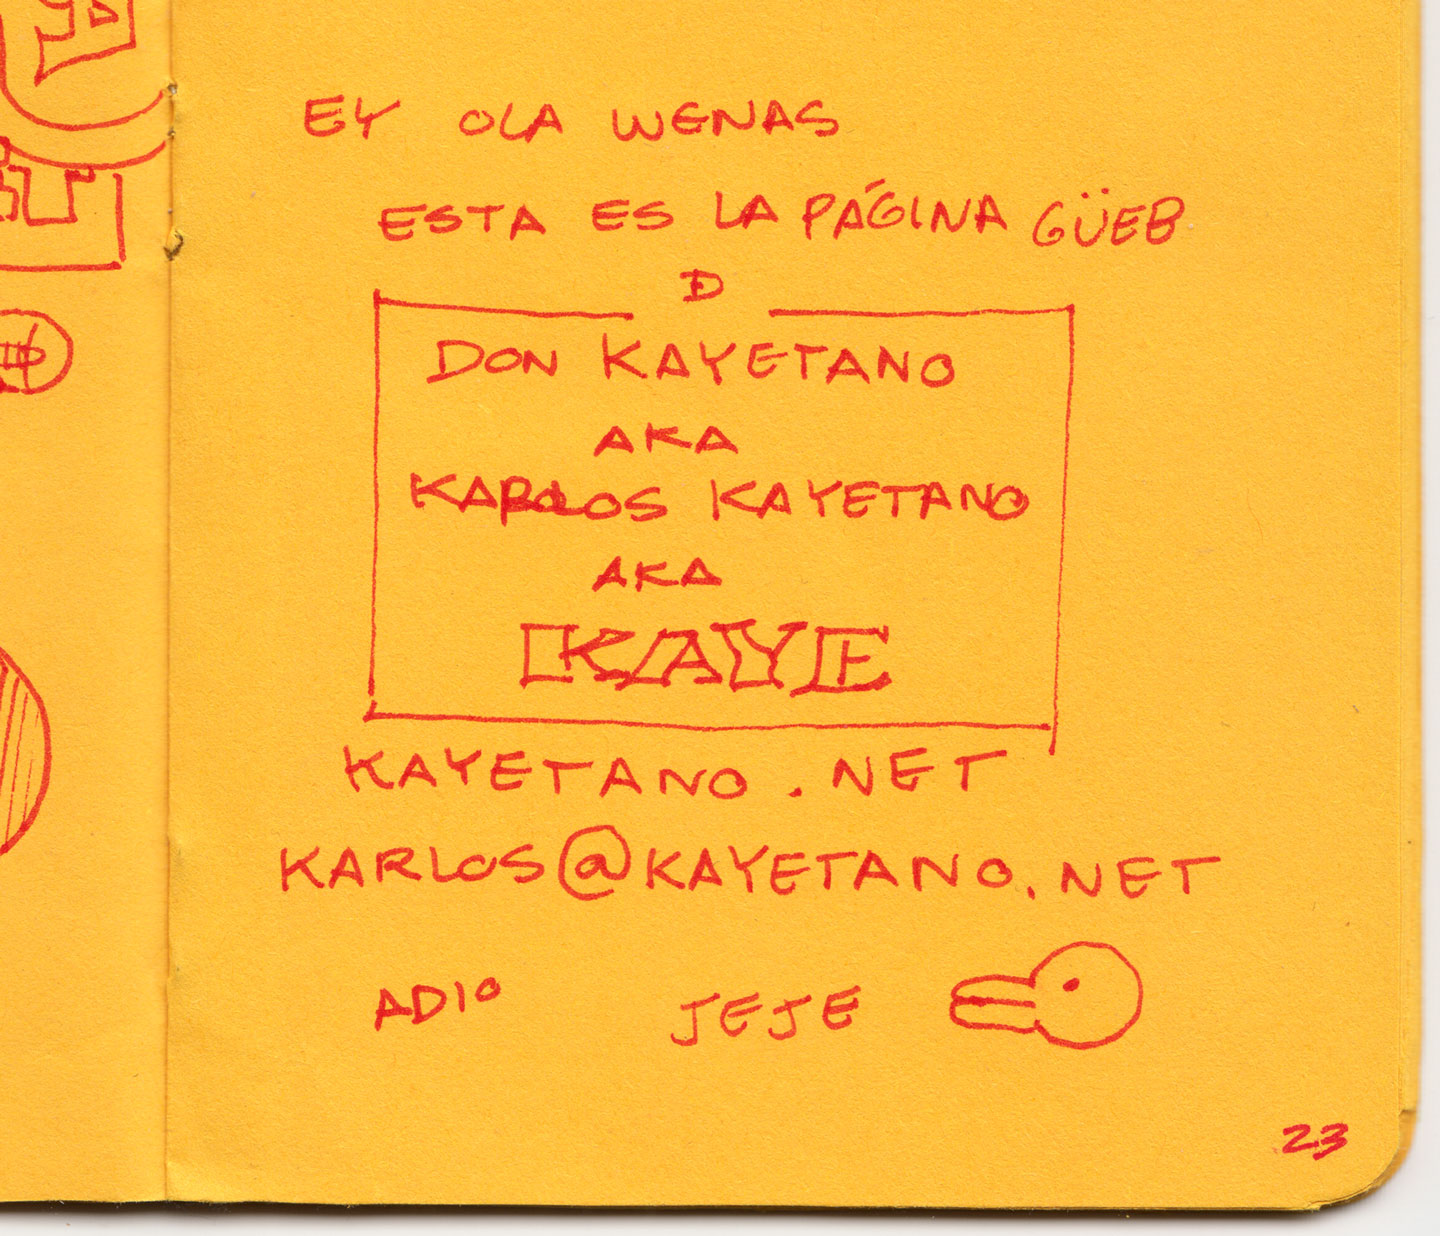 EY OLA WENAS
ESTA ES LA PÁGINA GÜEB
D
DON KAYETANO
AKA
KARLOS KAYETANO
AKA
KAYE
KAYETANO.NET
KARLOS@KAYETANO.NET
ADIO JEJE
23